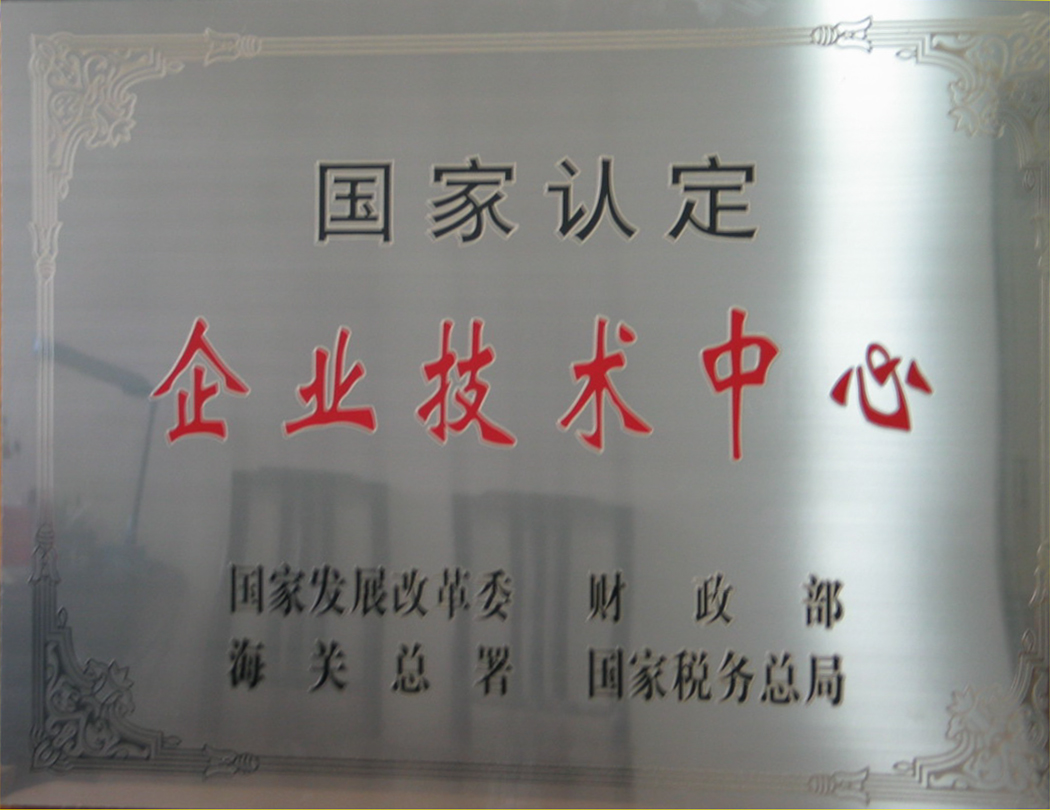 国家认定
企业技术中心
国家发展改革委 财政部
海关总署 国家税务总局